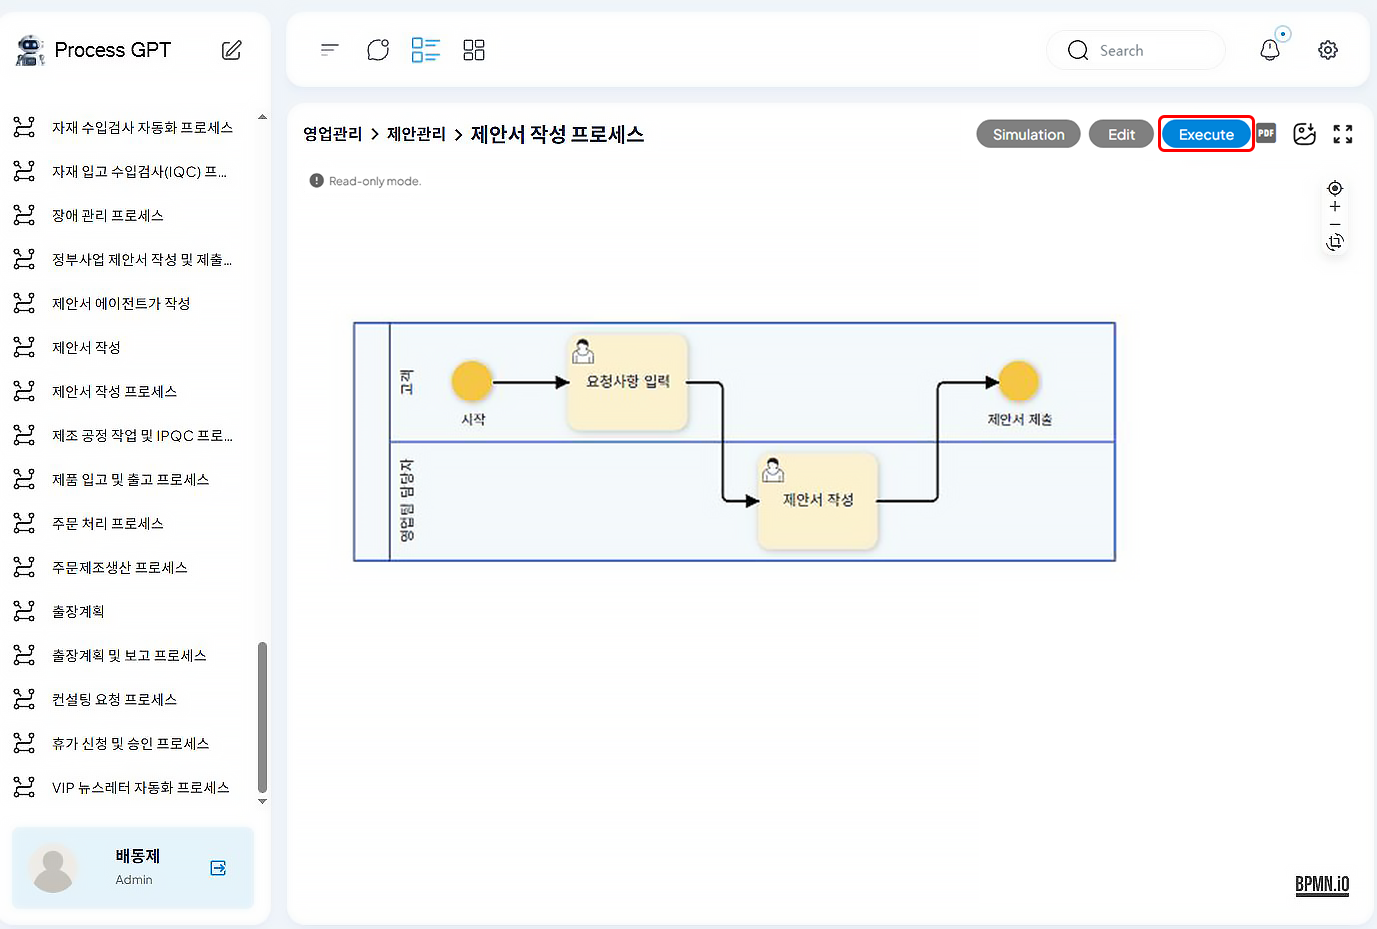 Process GPT
자재 수입검사 자동화 프로세스
자재 입고 수입검사(IQC) 프...
장애 관리 프로세스
정부사업 제안서 작성 및 제출...
제안서 에이전트가 작성
제안서 작성
제안서 작성 프로세스
제조 공정 작업 및 IPQC 프로...
제품 입고 및 출고 프로세스
주문 처리 프로세스
주문제조생산 프로세스
출장계획
출장계획 및 보고 프로세스
컨설팅 요청 프로세스
휴가 신청 및 승인 프로세스
VIP 뉴스레터 자동화 프로세스
배동제
Admin
Search
영업관리 > 제안관리 > 제안서 작성 프로세스
Simulation
Edit
Execute
PDF
Read-only mode.
고객
시작
요청사항 입력
제안서 제출
영업팀 담당자
제안서 작성
BPMN.iO